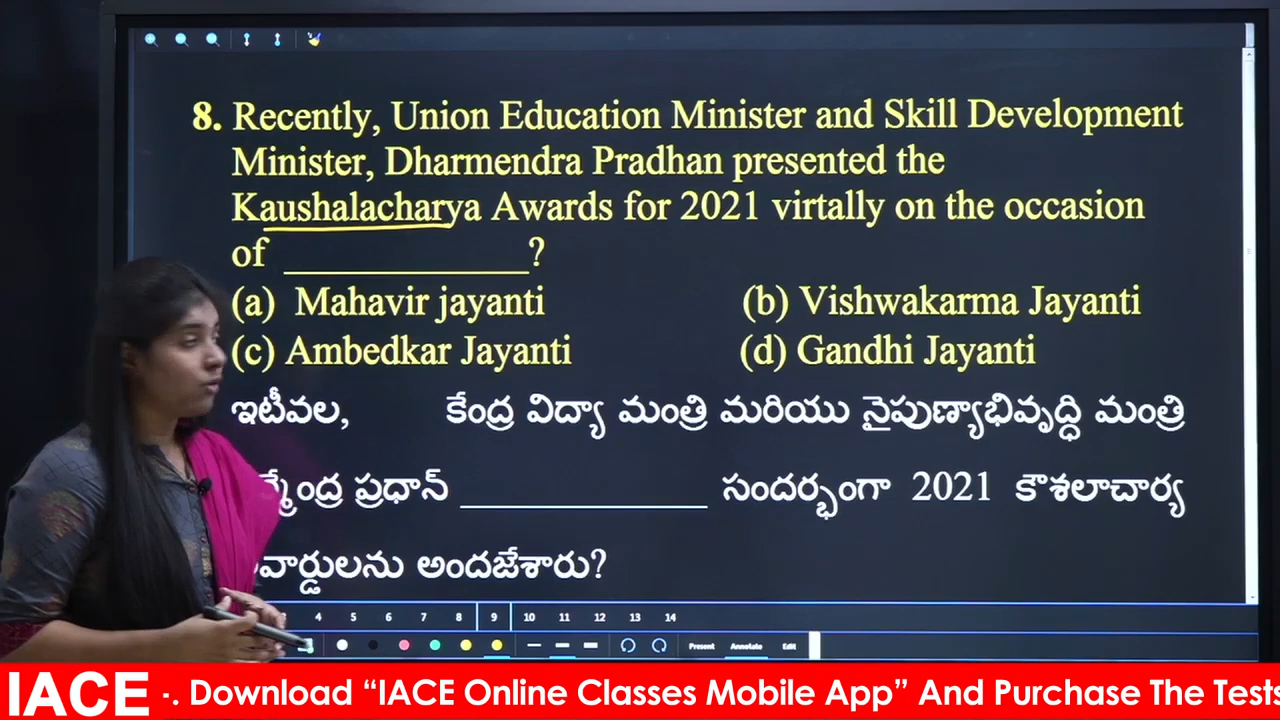 8. Recently, Union Education Minister and Skill Development
Minister, Dharmendra Pradhan presented the
Kaushalacharya Awards for 2021 virtally on the occasion
of ____________?
(a) Mahavir jayanti (b) Vishwakarma Jayanti
(c) Ambedkar Jayanti (d) Gandhi Jayanti
ఇటీవల, కేంద్ర విద్యా మంత్రి మరియు నైపుణ్యాభివృద్ధి మంత్రి
ప్రధాన్ ____________ సందర్భంగా 2021 కౌశలాచార్య
అందజేశారు?
4 5 6 7 8 9 10 11 12 13 14
Present Annotate Edit
IACE -. Download “IACE Online Classes Mobile App” And Purchase The Tests